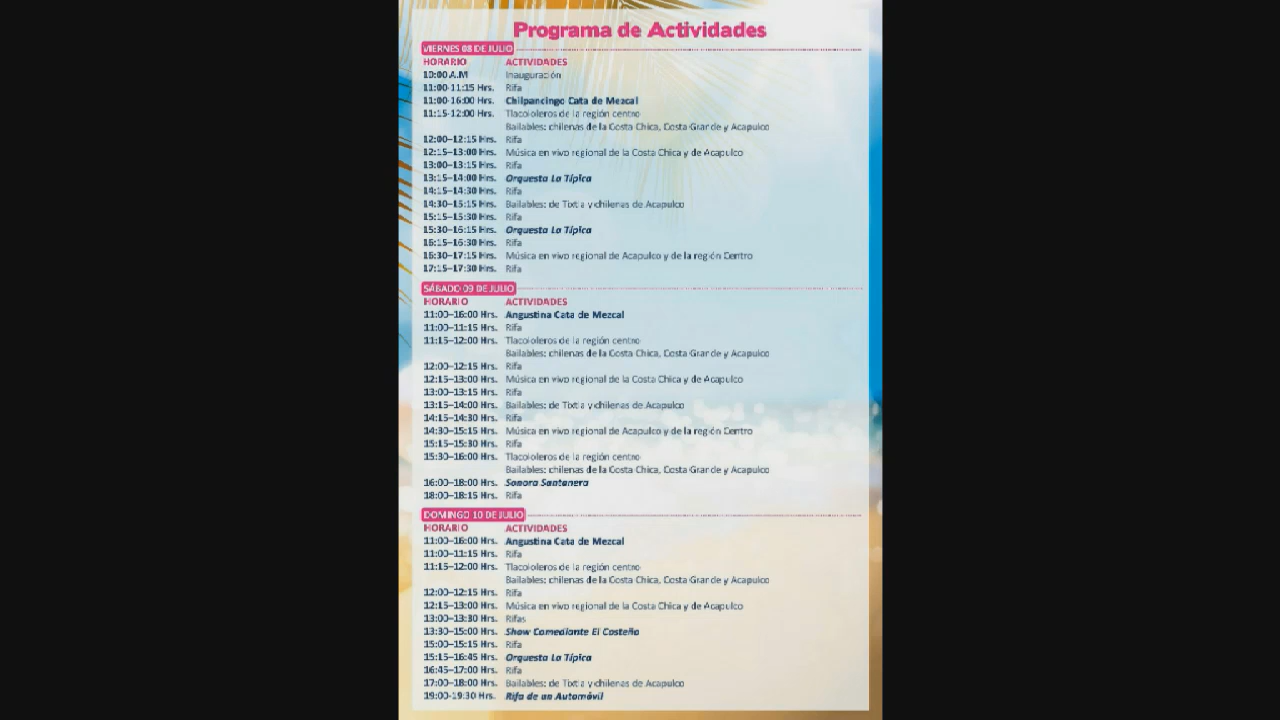 Programa de Actividades
VIERNES 08 DE JULIO
HORARIO ACTIVIDADES
10:00 A.M Inauguración
11:00-11:15 Hrs. Rifa
11:00-16:00 Hrs. Chilpancingo Cata de Mezcal
11:15-12:00 Hrs. Tlacololeros de la región centro
Bailables: chilenas de la Costa Chica, Costa Grande y Acapulco
12:00–12:15 Hrs. Rifa
12:15–13:00 Hrs. Música en vivo regional de la Costa Chica y de Acapulco
13:00–13:15 Hrs. Rifa
13:15–14:00 Hrs. Orquesta La Típica
14:15–14:30 Hrs. Rifa
14:30–15:15 Hrs. Bailables: de Tixtla y chilenas de Acapulco
15:15–15:30 Hrs. Rifa
15:30–16:15 Hrs. Orquesta La Típica
16:15–16:30 Hrs. Rifa
16:30–17:15 Hrs. Música en vivo regional de Acapulco y de la región Centro
17:15–17:30 Hrs. Rifa
SÁBADO 09 DE JULIO
HORARIO ACTIVIDADES
11:00–16:00 Hrs. Angustina Cata de Mezcal
11:00–11:15 Hrs. Rifa
11:15–12:00 Hrs. Tlacololeros de la región centro
Bailables: chilenas de la Costa Chica, Costa Grande y Acapulco
12:00–12:15 Hrs. Rifa
12:15–13:00 Hrs. Música en vivo regional de la Costa Chica y de Acapulco
13:00–13:15 Hrs. Rifa
13:15–14:00 Hrs. Bailables: de Tixtla y chilenas de Acapulco
14:15–14:30 Hrs. Rifa
14:30–15:15 Hrs. Música en vivo regional de Acapulco y de la región Centro
15:15–15:30 Hrs. Rifa
15:30–16:00 Hrs. Tlacololeros de la región centro
Bailables: chilenas de la Costa Chica, Costa Grande y Acapulco
16:00–18:00 Hrs. Sonora Santanera
18:00–18:15 Hrs. Rifa
DOMINGO 10 DE JULIO
HORARIO ACTIVIDADES
11:00–16:00 Hrs. Angustina Cata de Mezcal
11:00–11:15 Hrs. Rifa
11:15–12:00 Hrs. Tlacololeros de la región centro
Bailables: chilenas de la Costa Chica, Costa Grande y Acapulco
12:00–12:15 Hrs. Rifa
12:15–13:00 Hrs. Música en vivo regional de la Costa Chica y de Acapulco
13:00–13:30 Hrs. Rifas
13:30–15:00 Hrs. Show Comediante El Costeño
15:00–15:15 Hrs. Rifa
15:15–16:45 Hrs. Orquesta La Típica
16:45–17:00 Hrs. Rifa
17:00–18:00 Hrs. Bailables: de Tixtla y chilenas de Acapulco
19:00-19:30 Hrs. Rifa de un Automóvil